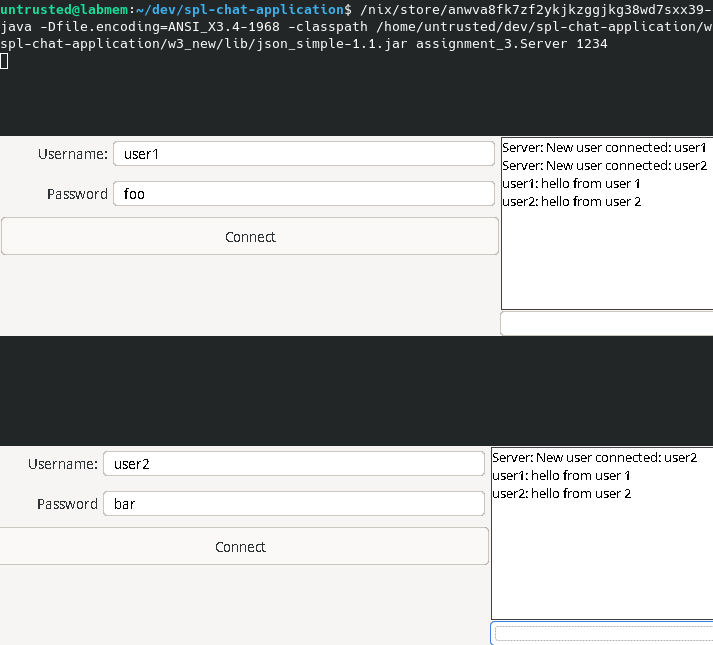 untrusted@labmem:~/dev/spl-chat-application$ /nix/store/anwva8fk7zf2ykjkzggjkg38wd7sxx39-
java -Dfile.encoding=ANSI_X3.4-1968 -classpath /home/untrusted/dev/spl-chat-application/w
spl-chat-application/w3_new/lib/json_simple-1.1.jar assignment_3.Server 1234
Username: user1
Password foo
Connect
Server: New user connected: user1
Server: New user connected: user2
user1: hello from user 1
user2: hello from user 2
Username: user2
Password bar
Connect
Server: New user connected: user2
user1: hello from user 1
user2: hello from user 2